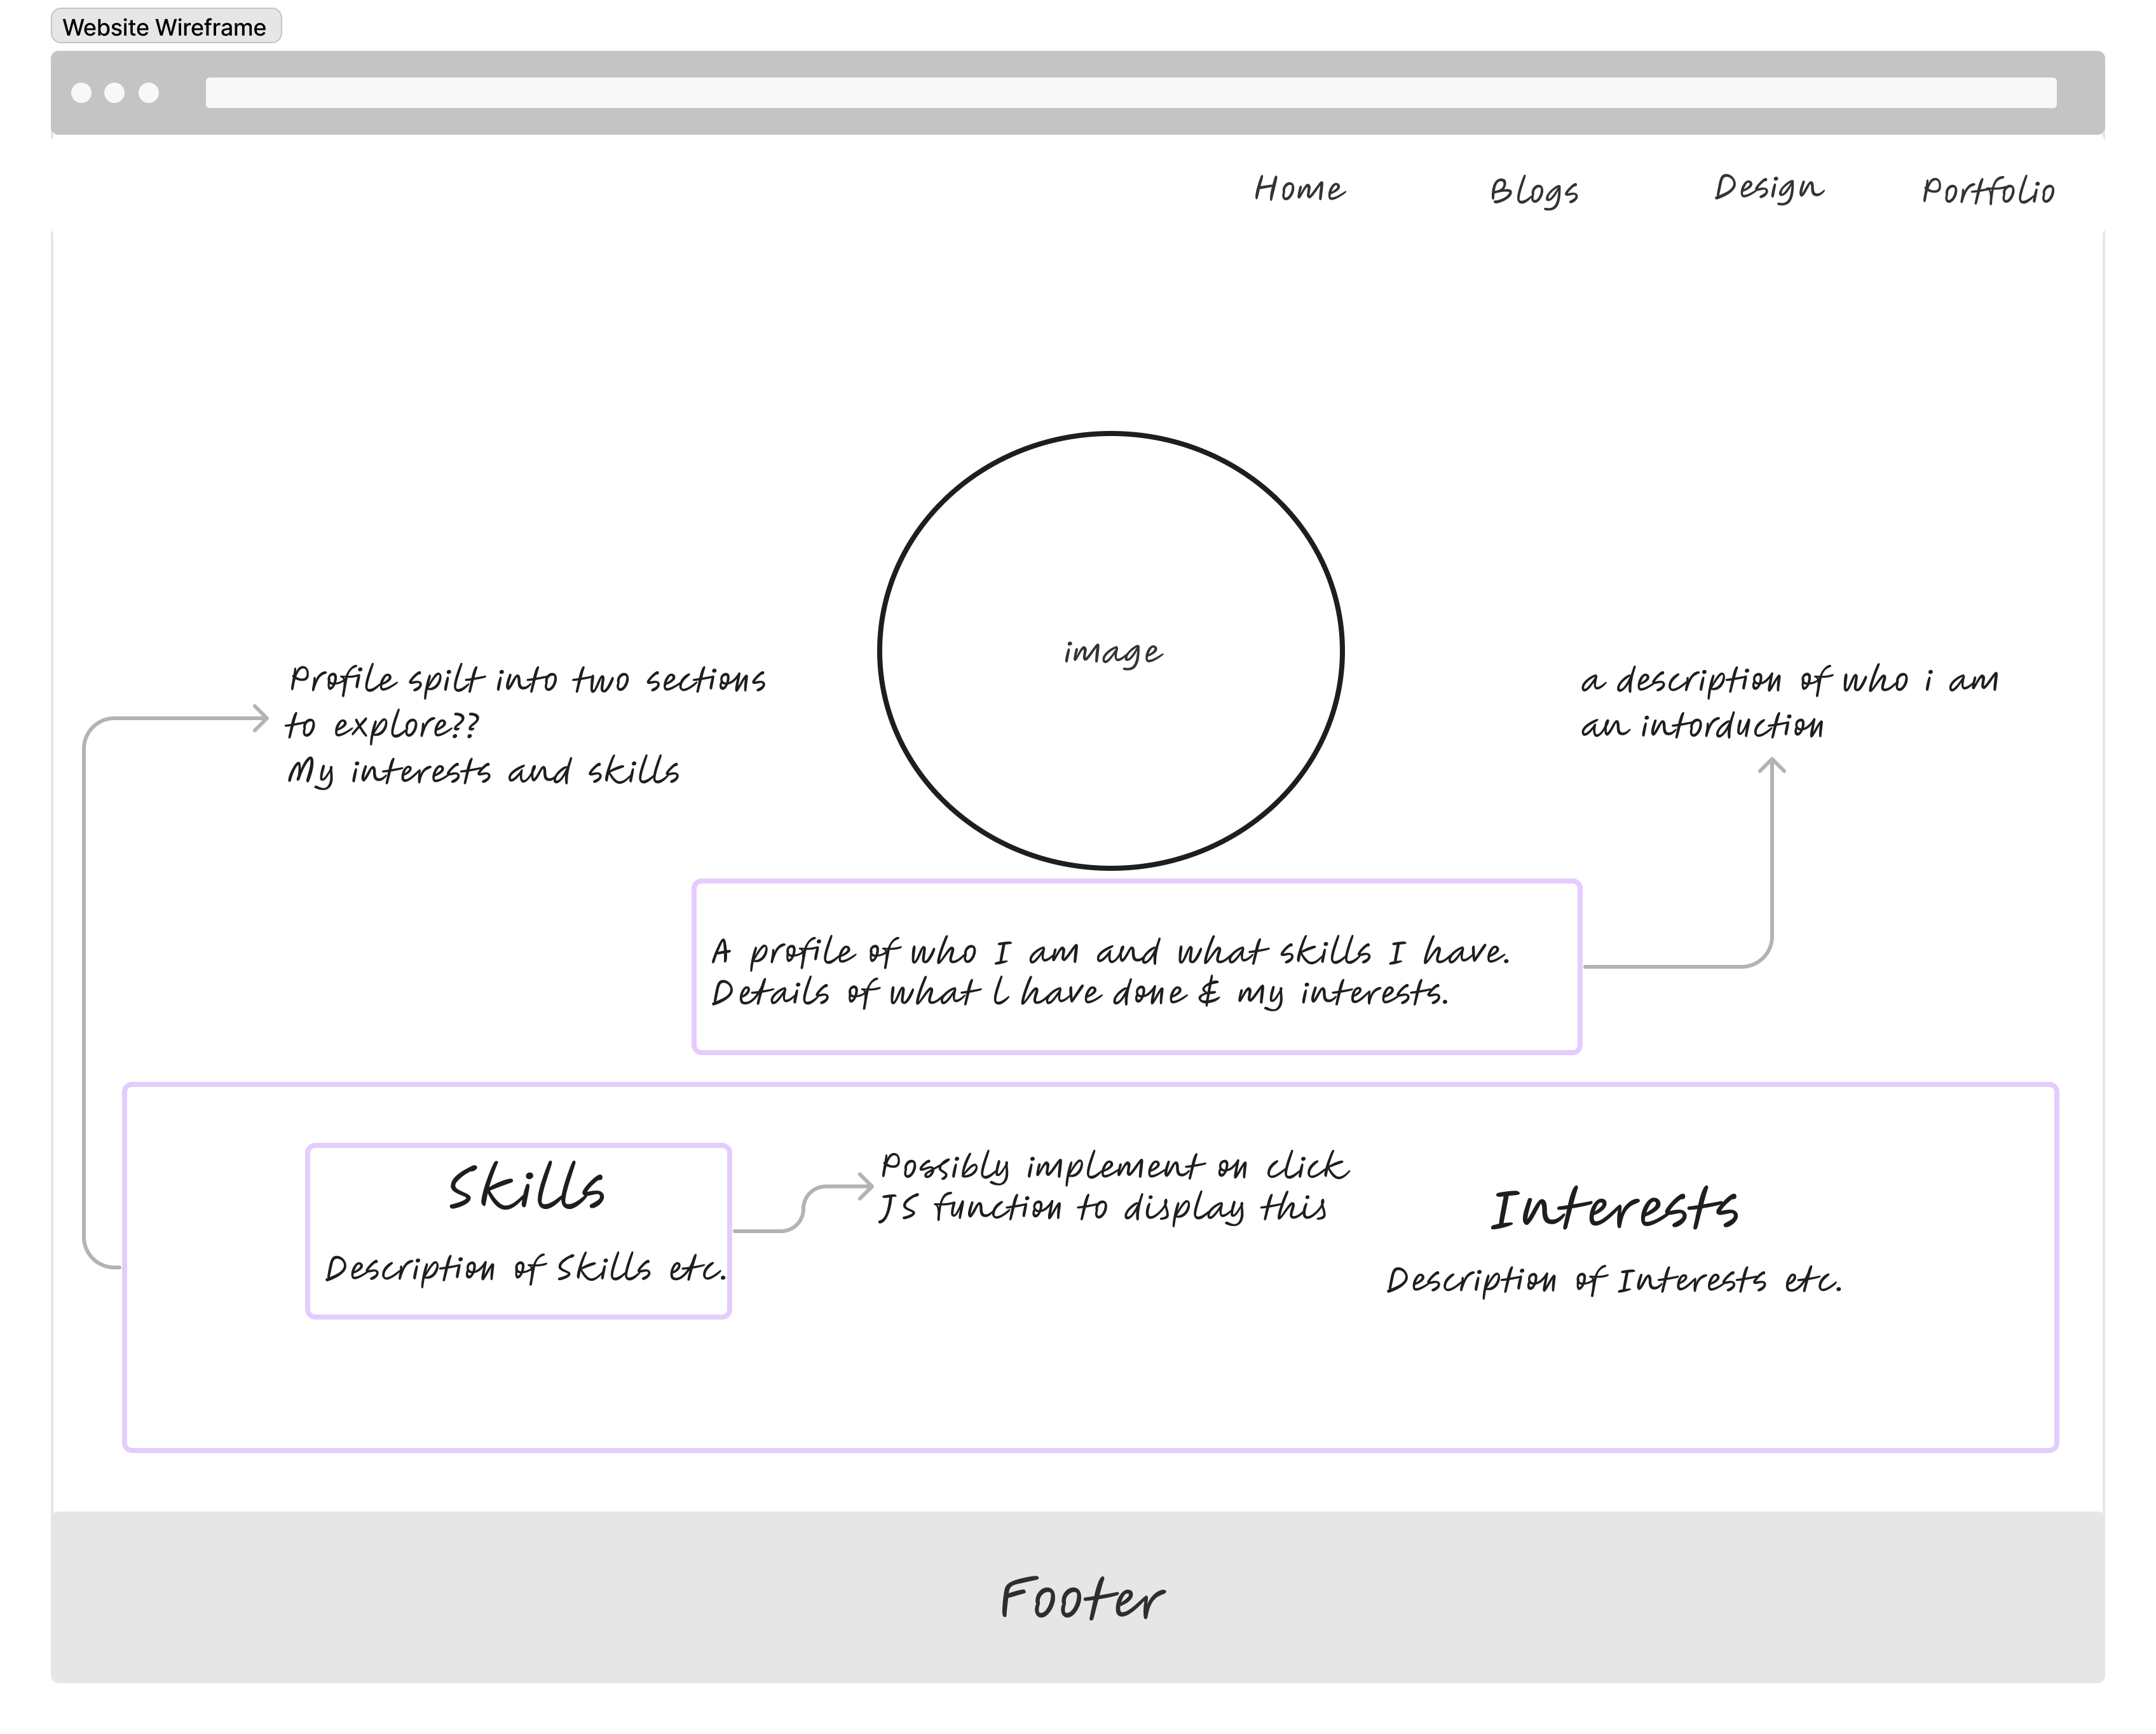 Website Wireframe
Home Blogs Design Portfolio
image
Profile spilt into two sections
to explore??
My interests and skills
a description of who i am
an intorduction
A profile of who I am and what skills I have.
Details of what l have done & my interests.
Skills
Description of Skills etc.
Possibly implement on click
JS function to display this
Interests
Description of Interests etc.
Footer